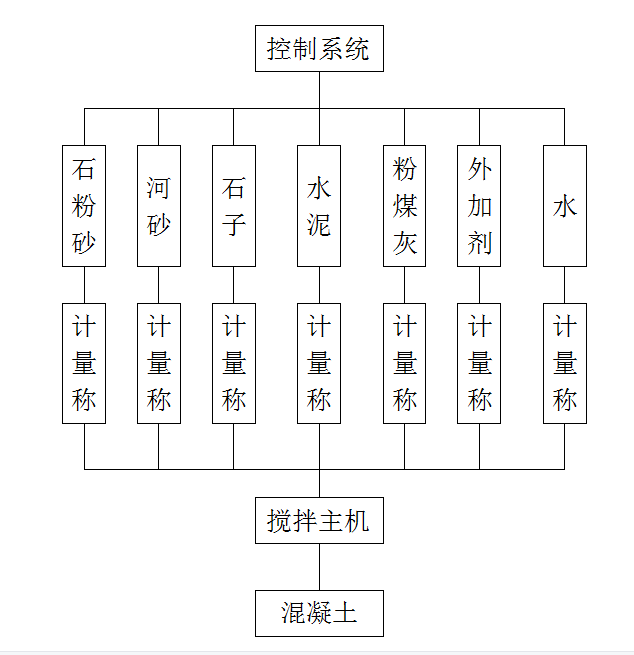 控制系统
石粉砂
河砂
石子
水泥
粉煤灰
外加剂
水
计量称
计量称
计量称
计量称
计量称
计量称
计量称
搅拌主机
混凝土